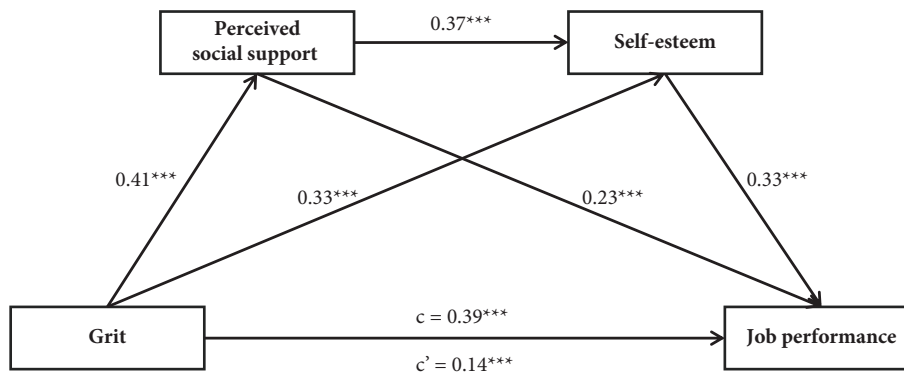 Perceived
social support
0.37***
Self-esteem
0.41***
0.33***
0.23***
0.33***
Grit
c = 0.39***
c’ = 0.14***
Job performance